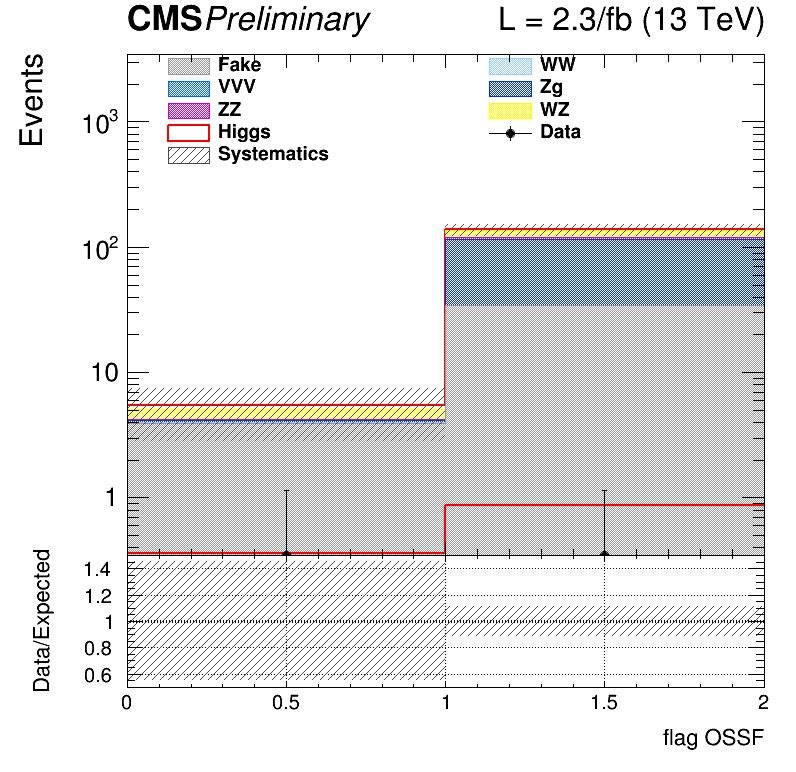 CMS Preliminary L = 2.3/fb (13 TeV)
Events
Fake WW
VVV Zg
ZZ WZ
Higgs Data
Systematics
10³
10²
10
1
Data/Expected
1.4
1.2
1
0.8
0.6
0 0.5 1 1.5 2
flag OSSF